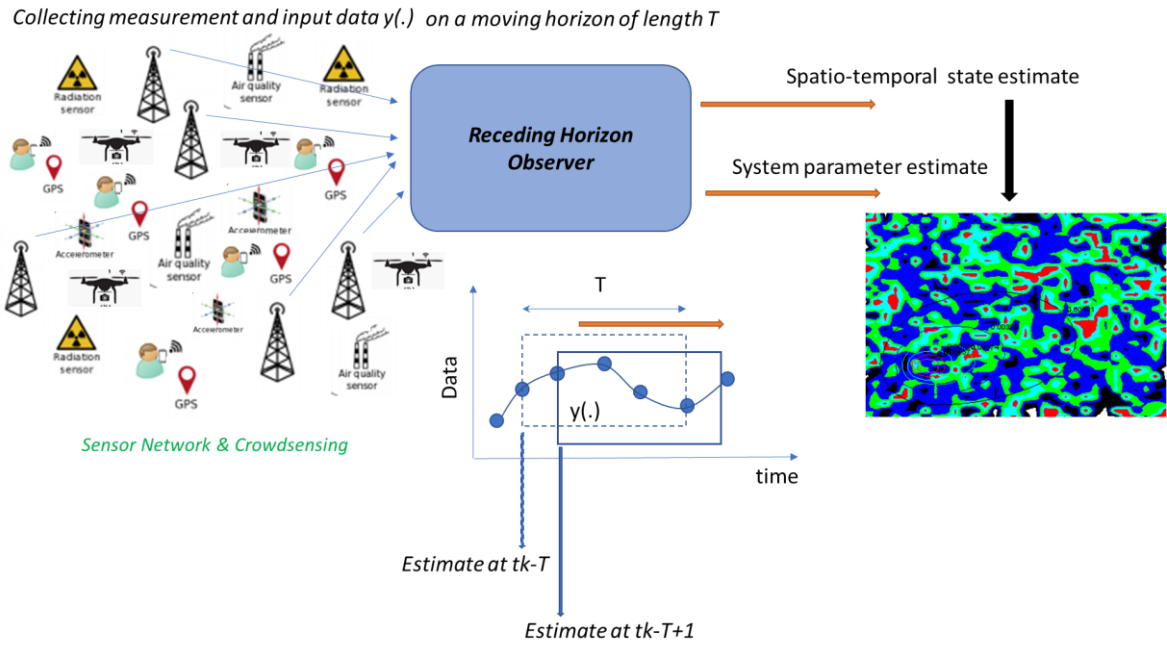 Collecting measurement and input data y(.) on a moving horizon of length T
Radiation
sensor
Air quality
sensor
Radiation
sensor
GPS
GPS
GPS
Accelerometer
Air quality
sensor
Accelerometer
GPS
Accelerometer
Radiation
sensor
GPS
Air quality
sensor
Sensor Network & Crowdsensing
Receding Horizon
Observer
Spatio-temporal state estimate
System parameter estimate
T
Data
y(.)
time
Estimate at tk-T
Estimate at tk-T+1